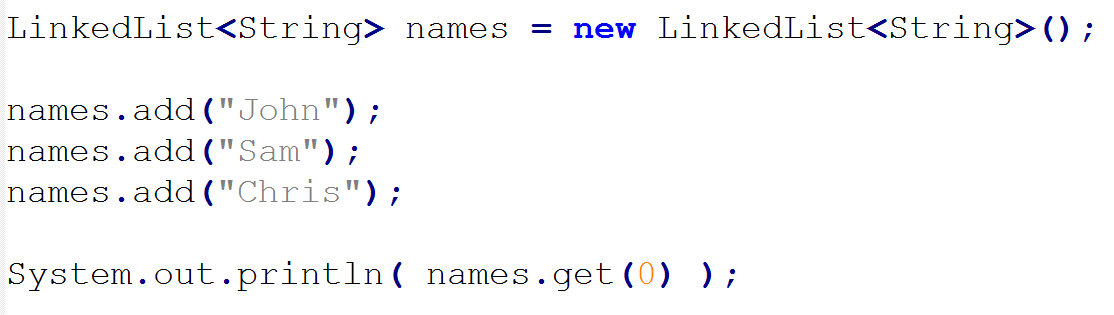 LinkedList<String> names = new LinkedList<String>();
names.add("John");
names.add("Sam");
names.add("Chris");
System.out.println( names.get(0) );